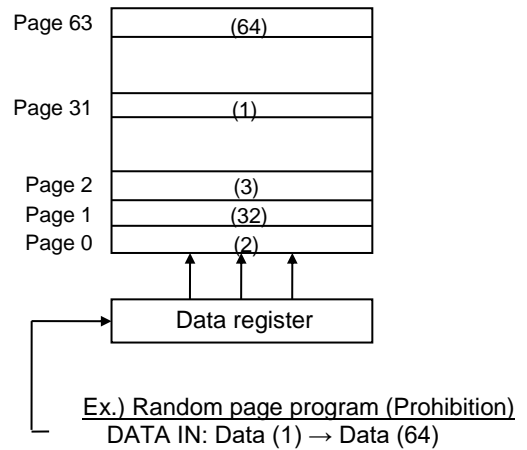 Page 63 (64)
Page 31 (1)
Page 2 (3)
Page 1 (32)
Page 0 (2)
Data register
Ex.) Random page program (Prohibition)
DATA IN: Data (1) → Data (64)